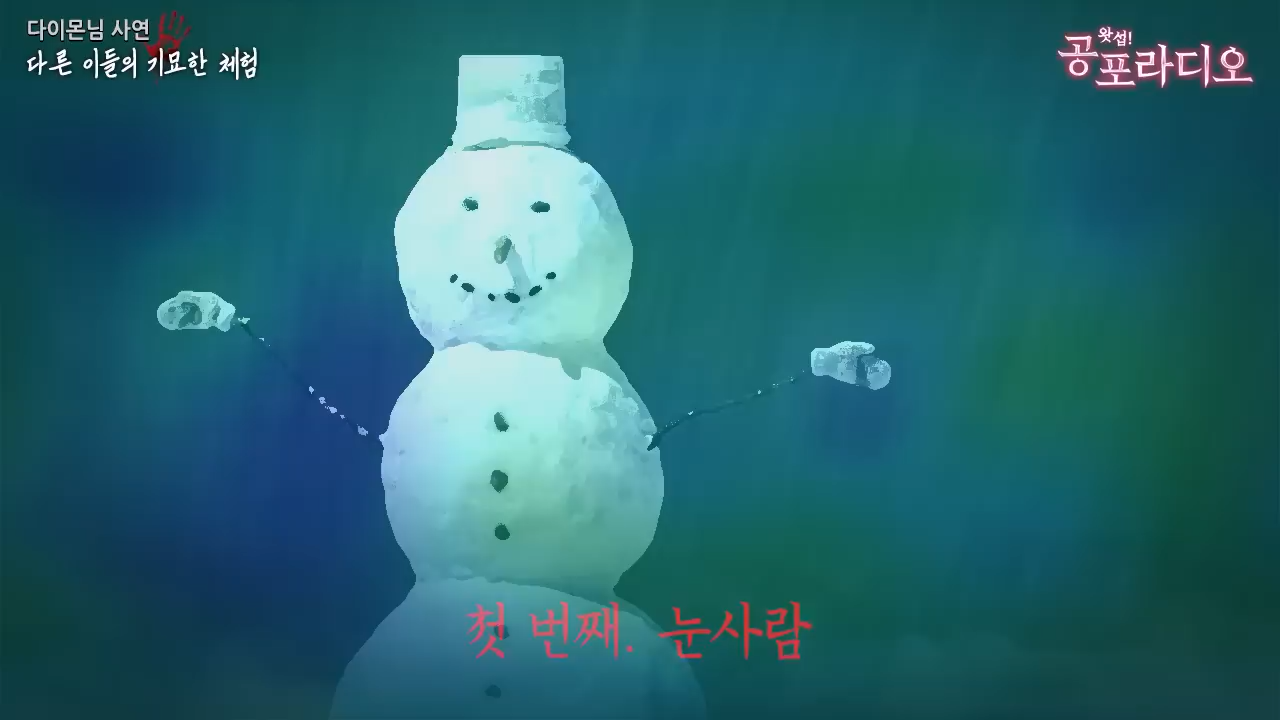 다이몬님 사연
다른 이들의 기묘한 체험
왓섭!
공포라디오
첫 번째. 눈사람